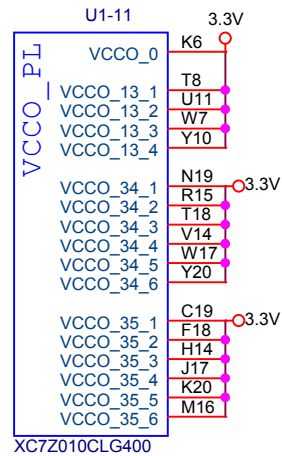 U1-11
3.3V
VCCO_PL
VCCO_0 K6
VCCO_13_1 T8
VCCO_13_2 U11
VCCO_13_3 W7
VCCO_13_4 Y10
VCCO_34_1 N19 3.3V
VCCO_34_2 R15
VCCO_34_3 T18
VCCO_34_4 V14
VCCO_34_5 W17
VCCO_34_6 Y20
VCCO_35_1 C19 3.3V
VCCO_35_2 F18
VCCO_35_3 H14
VCCO_35_4 J17
VCCO_35_5 K20
VCCO_35_6 M16
XC7Z010CLG400